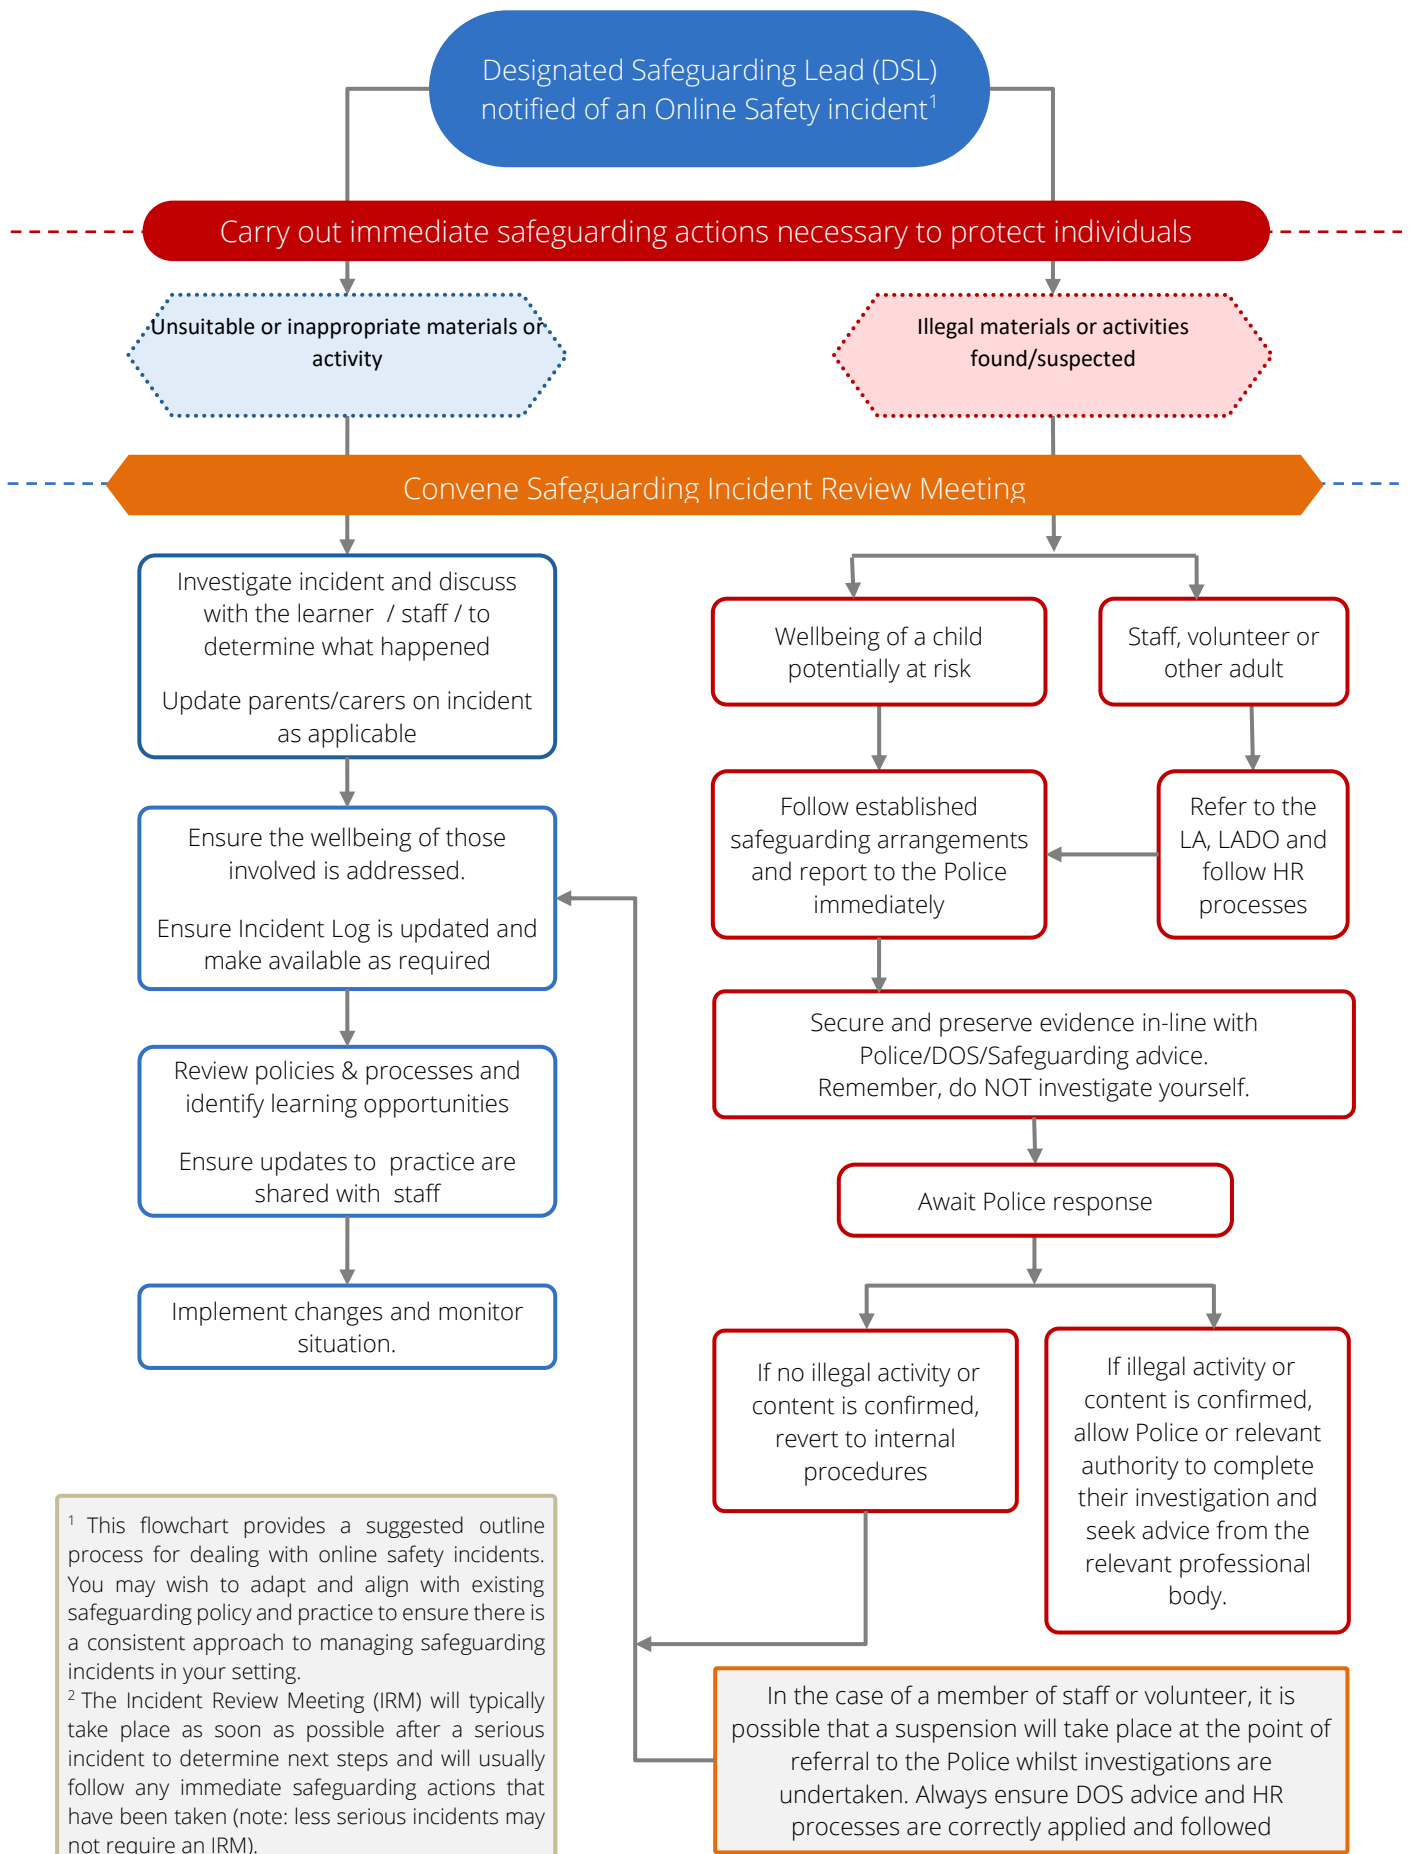 Designated Safeguarding Lead (DSL)
notified of an Online Safety incident1
Carry out immediate safeguarding actions necessary to protect individuals
Unsuitable or inappropriate materials or
activity
Illegal materials or activities
found/suspected
Convene Safeguarding Incident Review Meeting
Investigate incident and discuss
with the learner / staff / to
determine what happened
Update parents/carers on incident
as applicable
Ensure the wellbeing of those
involved is addressed.
Ensure Incident Log is updated and
make available as required
Review policies & processes and
identify learning opportunities
Ensure updates to practice are
shared with staff
Implement changes and monitor
situation.
Wellbeing of a child
potentially at risk
Staff, volunteer or
other adult
Follow established
safeguarding arrangements
and report to the Police
immediately
Refer to the
LA, LADO and
follow HR
processes
Secure and preserve evidence in-line with
Police/DOS/Safeguarding advice.
Remember, do NOT investigate yourself.
Await Police response
If no illegal activity or
content is confirmed,
revert to internal
procedures
If illegal activity or
content is confirmed,
allow Police or relevant
authority to complete
their investigation and
seek advice from the
relevant professional
body.
In the case of a member of staff or volunteer, it is
possible that a suspension will take place at the point of
referral to the Police whilst investigations are
undertaken. Always ensure DOS advice and HR
processes are correctly applied and followed
1 This flowchart provides a suggested outline
process for dealing with online safety incidents.
You may wish to adapt and align with existing
safeguarding policy and practice to ensure there is
a consistent approach to managing safeguarding
incidents in your setting.
2 The Incident Review Meeting (IRM) will typically
take place as soon as possible after a serious
incident to determine next steps and will usually
follow any immediate safeguarding actions that
have been taken (note: less serious incidents may
not require an IRM).